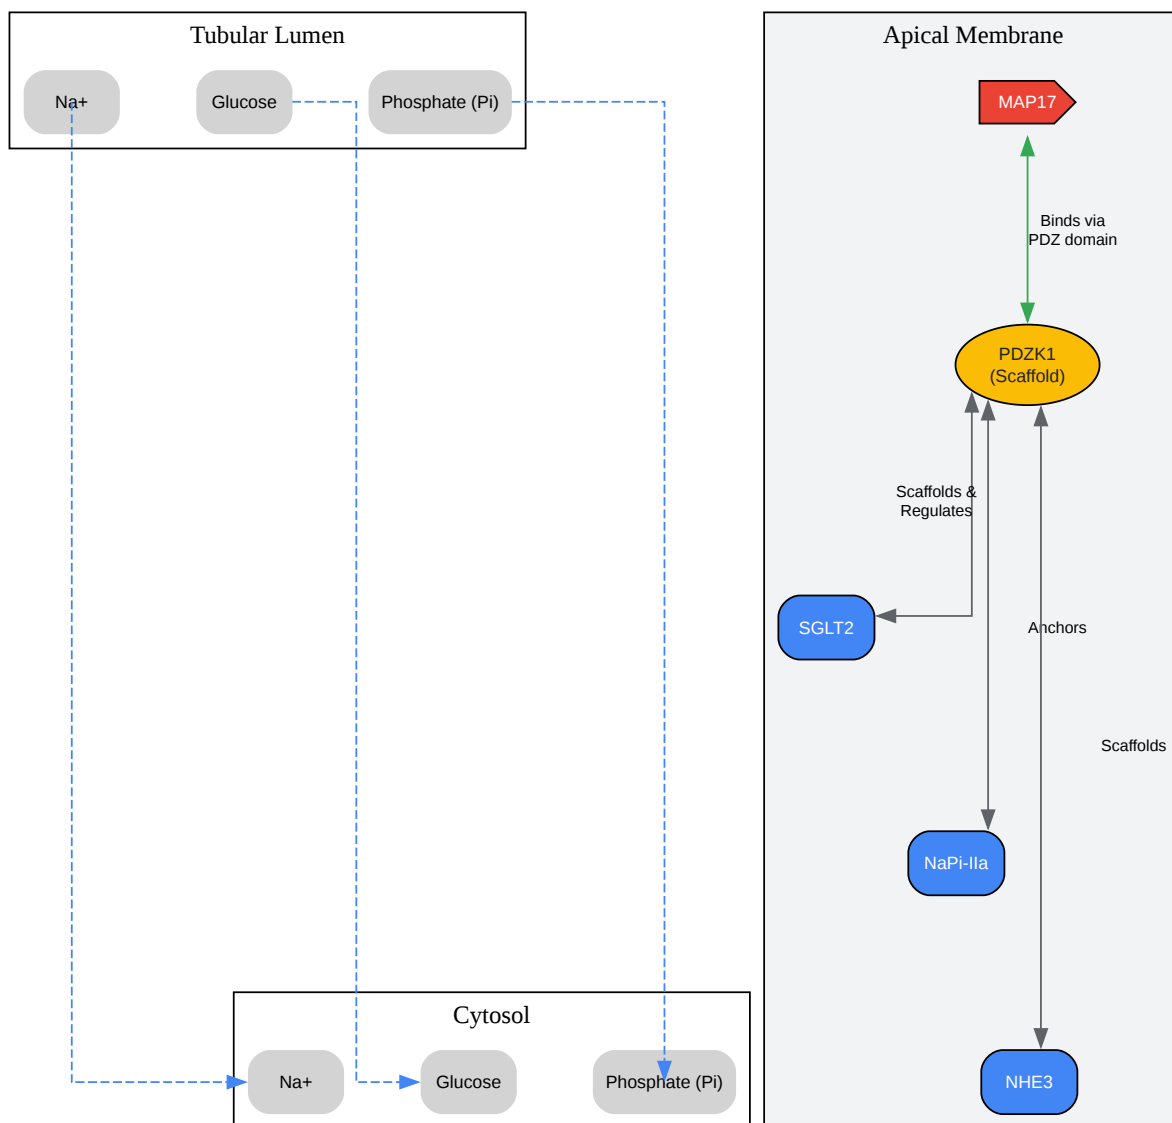 Tubular Lumen
Na+
Glucose
Phosphate (Pi)
Apical Membrane
MAP17
Binds via
PDZ domain
PDZK1
(Scaffold)
Scaffolds &
Regulates
SGLT2
Anchors
Scaffolds
NaPi-IIa
NHE3
Cytosol
Na+
Glucose
Phosphate (Pi)